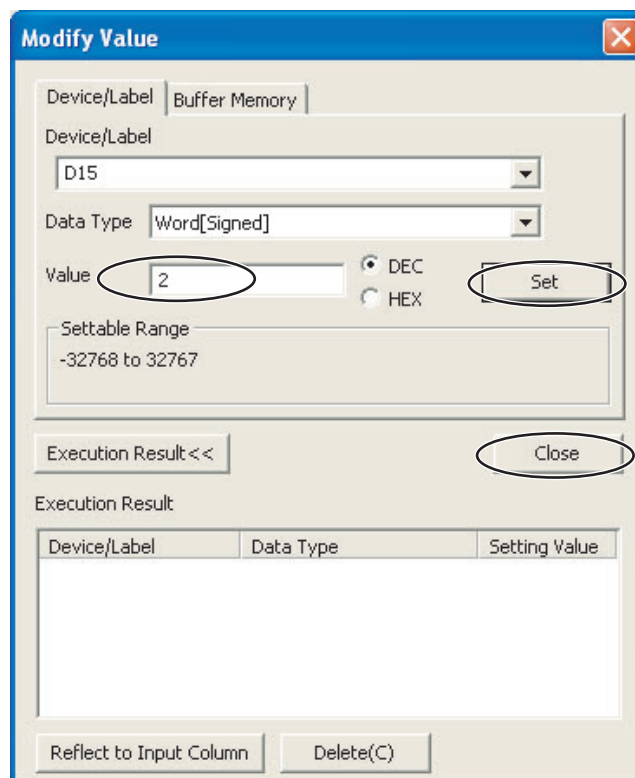 Modify Value
Device/Label Buffer Memory
Device/Label
D15
Data Type Word[Signed]
Value 2 DEC HEX Set
Settable Range
-32768 to 32767
Execution Result<< Close
Execution Result
Device/Label Data Type Setting Value
Reflect to Input Column Delete(C)